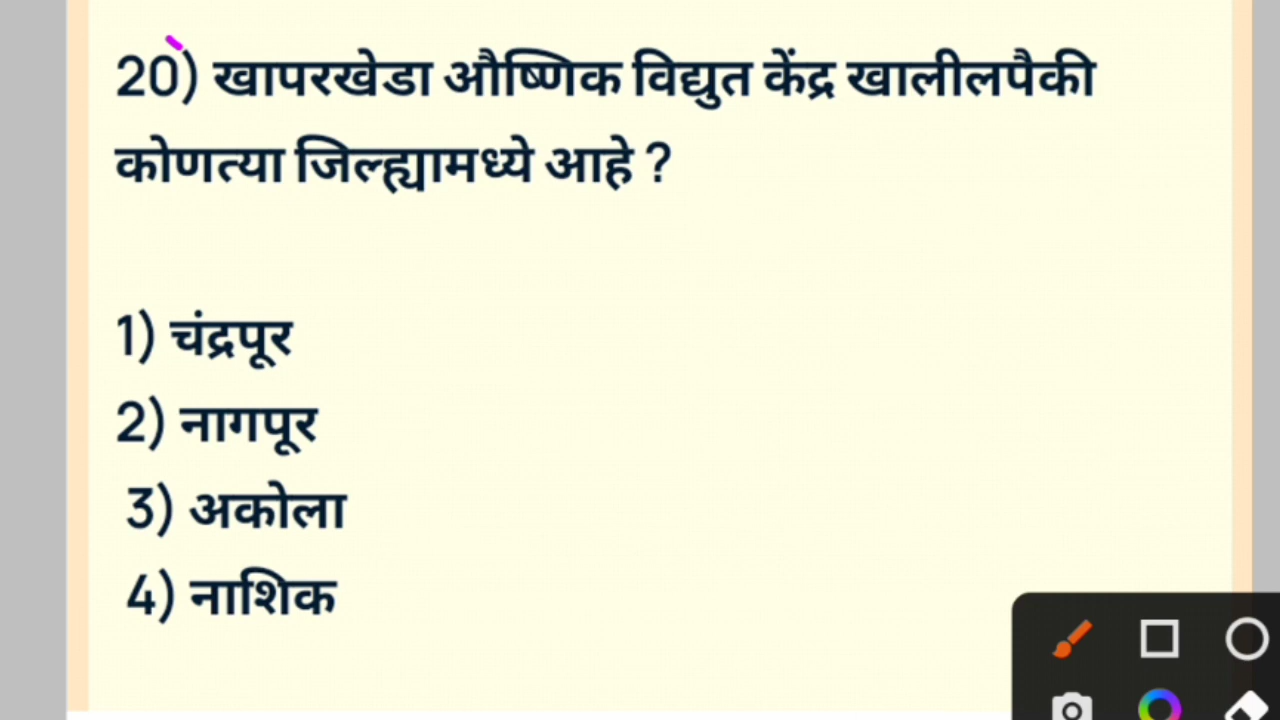 20) खापरखेडा औष्णिक विद्युत केंद्र खालीलपैकी
कोणत्या जिल्ह्यामध्ये आहे ?
1) चंद्रपूर
2) नागपूर
3) अकोला
4) नाशिक